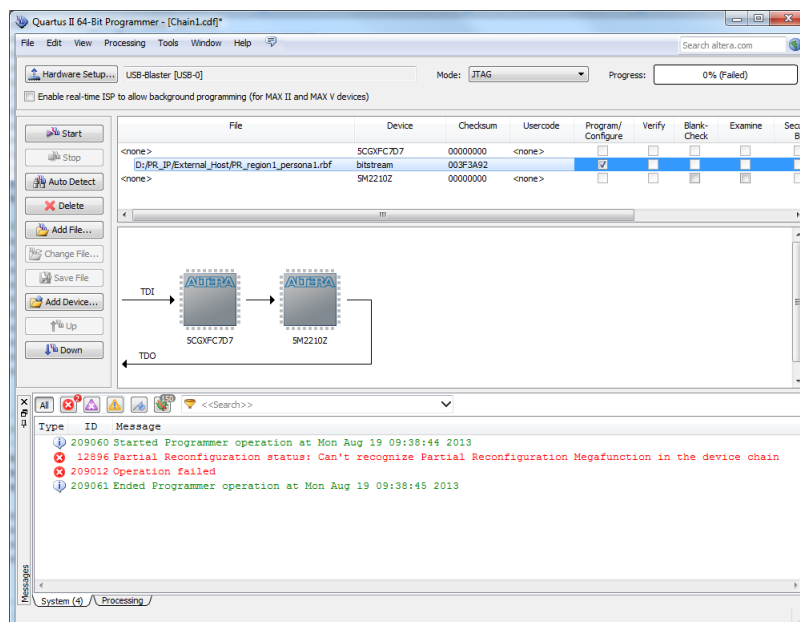 Quartus II 64-Bit Programmer - [Chain1.cdf]*
File Edit View Processing Tools Window Help
Search altera.com
Hardware Setup... USB-Blaster [USB-0] Mode: JTAG Progress: 0% (Failed)
Enable real-time ISP to allow background programming (for MAX II and MAX V devices)
Start
Stop
Auto Detect
Delete
Add File...
Change File...
Save File
Add Device...
Up
Down
File Device Checksum Usercode Program/ Verify Blank- Examine Secu
Configure Check B
<none> 5CGXFC7D7 00000000 <none>
D:/PR_IP/External_Host/PR_region1_persona1.rbf bitstream 003F3A92
<none> 5M2210Z 00000000 <none>
TDI
ALTERA ALTERA
5CGXFC7D7 5M2210Z
TDO
All <<Search>>
Type ID Message
209060 Started Programmer operation at Mon Aug 19 09:38:44 2013
12896 Partial Reconfiguration status: Can't recognize Partial Reconfiguration Megafunction in the device chain
209012 Operation failed
209061 Ended Programmer operation at Mon Aug 19 09:38:45 2013
Messages
System (4) Processing